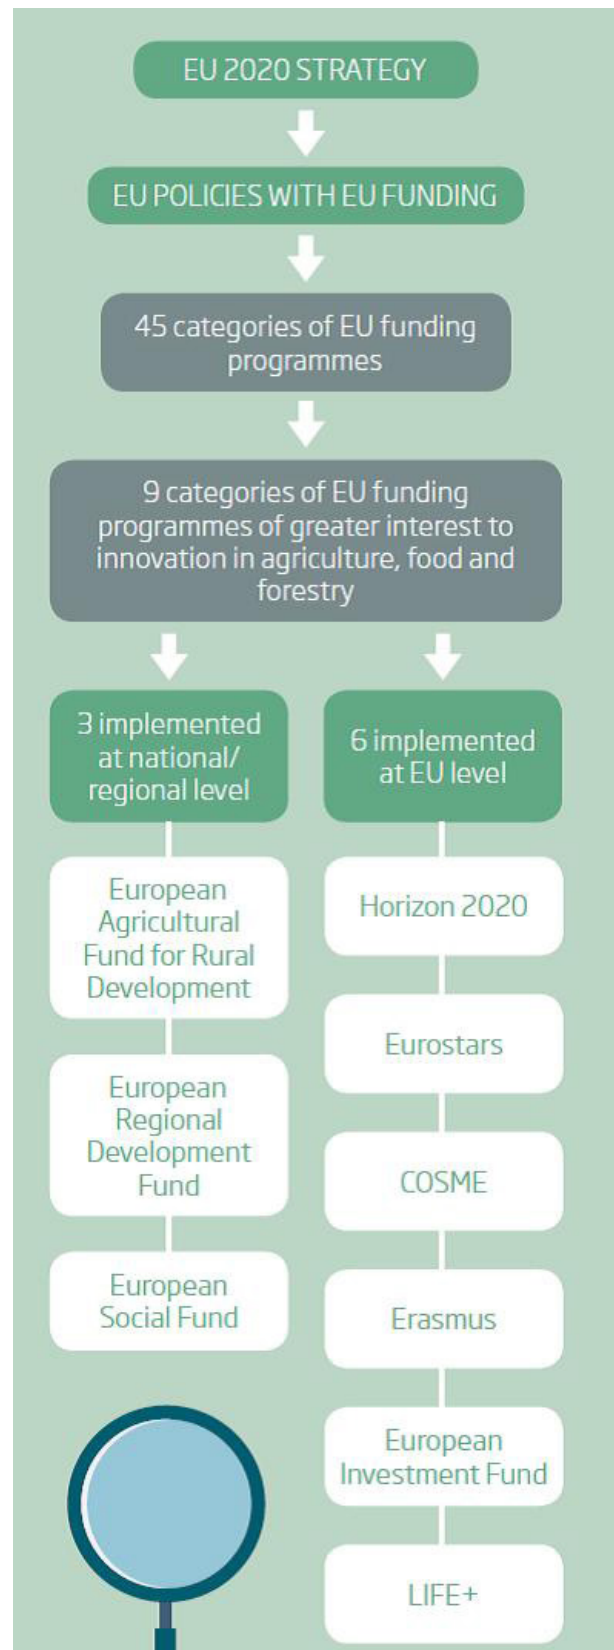 EU 2020 STRATEGY
EU POLICIES WITH EU FUNDING
45 categories of EU funding
programmes
9 categories of EU funding
programmes of greater interest to
innovation in agriculture, food and
forestry
3 implemented
at national/
regional level
European
Agricultural
Fund for Rural
Development
European
Regional
Development
Fund
European
Social Fund
6 implemented
at EU level
Horizon 2020
Eurostars
COSME
Erasmus
European
Investment Fund
LIFE+